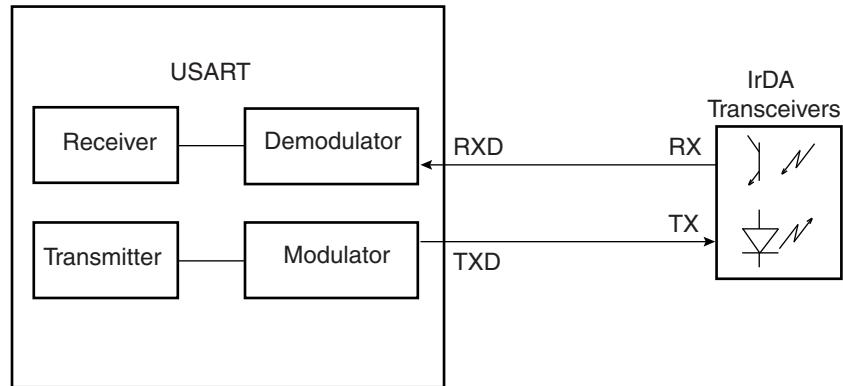 USART
IrDA
Transceivers
Receiver
Demodulator
RXD
RX
TX
Transmitter
Modulator
TXD